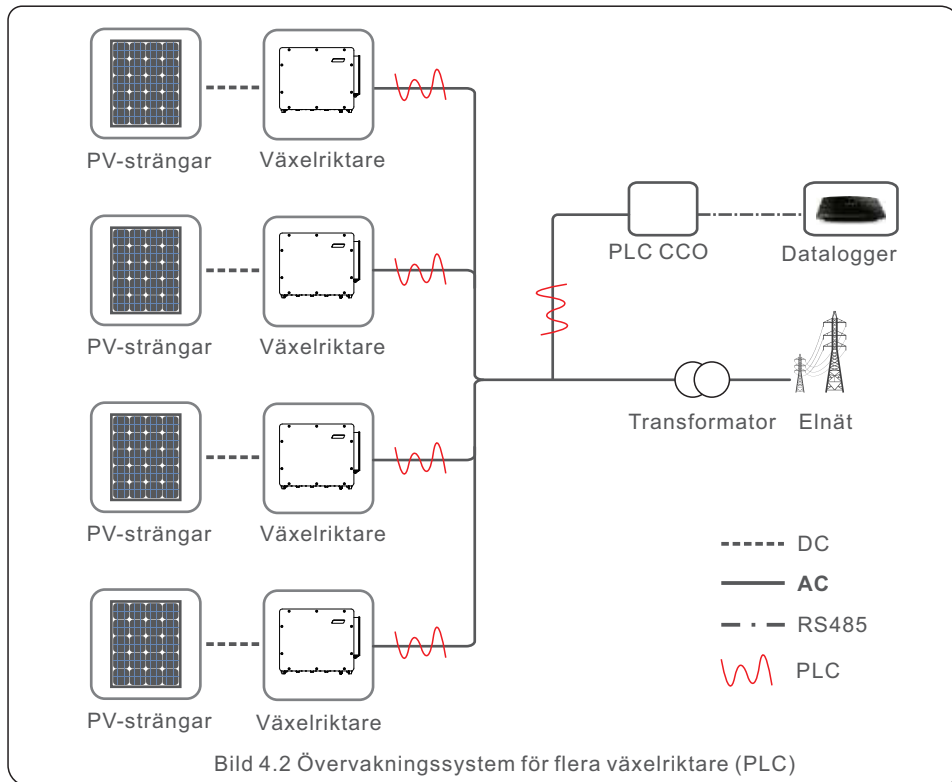 PV-strängar
Växelriktare
PLC CCO
Datalogger
PV-strängar
Växelriktare
Transformator
Elnät
PV-strängar
Växelriktare
DC
AC
RS485
PLC
PV-strängar
Växelriktare
Bild 4.2 Övervakningssystem för flera växelriktare (PLC)